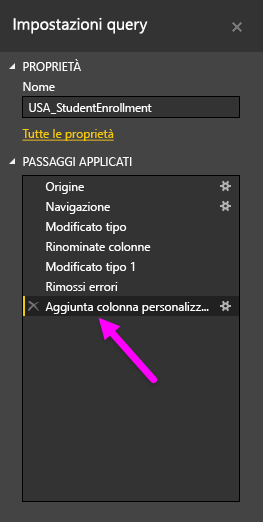 Impostazioni query
PROPRIETÀ
Nome
USA_StudentEnrollment
Tutte le proprietà
PASSAGGI APPLICATI
Origine
Navigazione
Modificato tipo
Rinominate colonne
Modificato tipo 1
Rimossi errori
Aggiunta colonna personalizz...